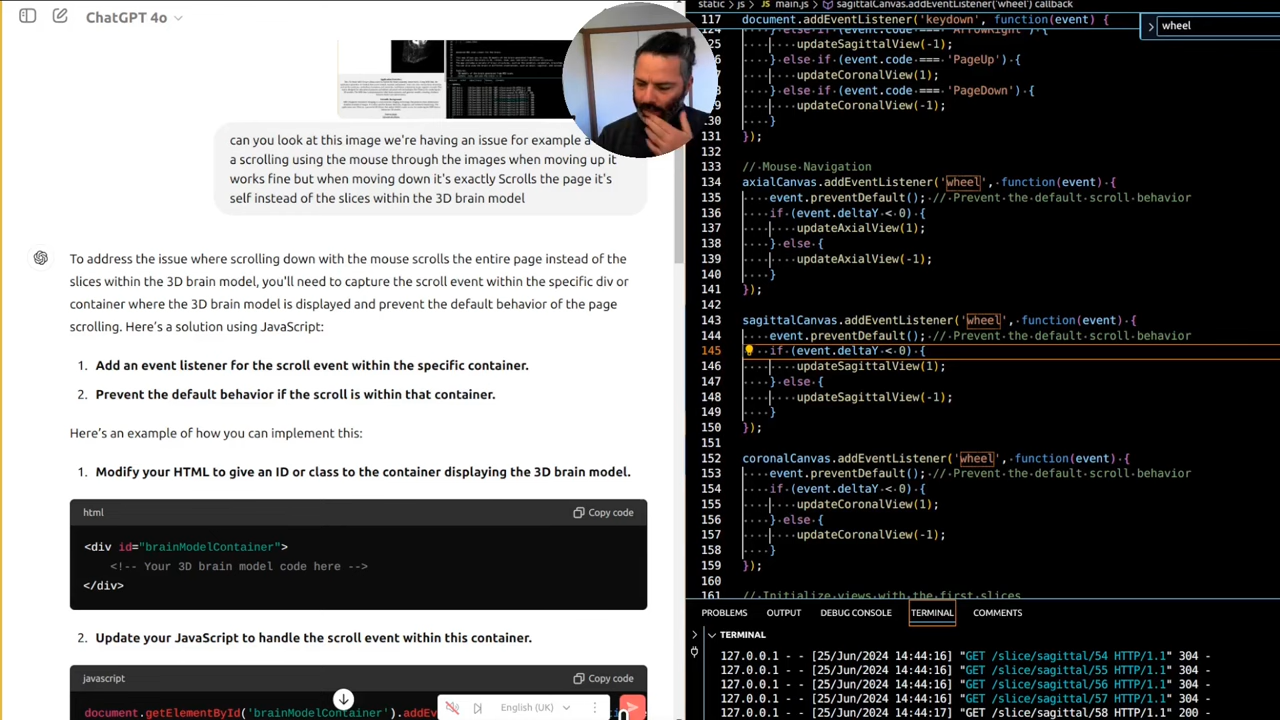 ChatGPT 4o
can you look at this image we're having an issue for example a
a scrolling using the mouse through the images when moving up it
works fine but when moving down it's exactly Scrolls the page it's
self instead of the slices within the 3D brain model
To address the issue where scrolling down with the mouse scrolls the entire page instead of the
slices within the 3D brain model, you'll need to capture the scroll event within the specific div or
container where the 3D brain model is displayed and prevent the default behavior of the page
scrolling. Here's a solution using JavaScript:
1. Add an event listener for the scroll event within the specific container.
2. Prevent the default behavior if the scroll is within that container.
Here's an example of how you can implement this:
1. Modify your HTML to give an ID or class to the container displaying the 3D brain model.
html
Copy code
<div id="brainModelContainer">
<!-- Your 3D brain model code here -->
</div>
2. Update your JavaScript to handle the scroll event within this container.
javascript
Copy code
document.getElementById('brainModelContainer').addEv
English (UK)
static > js > main.js > sagittalCanvas.addEventListener('wheel') callback
wheel
117 document.addEventListener('keydown', function(event) {
125 updateSagittalView(-1);
126 } else if (event.code === 'PageUp') {
127 updateCoronalView(1);
128 } else if (event.code === 'PageDown') {
129 updateCoronalView(-1);
130 }
131 });
132
133 // Mouse Navigation
134 axialCanvas.addEventListener('wheel', function(event) {
135 event.preventDefault(); // Prevent the default scroll behavior
136 if (event.deltaY < 0) {
137 updateAxialView(1);
138 } else {
139 updateAxialView(-1);
140 }
141 });
142
143 sagittalCanvas.addEventListener('wheel', function(event) {
144 event.preventDefault(); // Prevent the default scroll behavior
145 if (event.deltaY < 0) {
146 updateSagittalView(1);
147 } else {
148 updateSagittalView(-1);
149 }
150 });
151
152 coronalCanvas.addEventListener('wheel', function(event) {
153 event.preventDefault(); // Prevent the default scroll behavior
154 if (event.deltaY < 0) {
155 updateCoronalView(1);
156 } else {
157 updateCoronalView(-1);
158 }
159 });
160
161 // Initialize views with the first slices
PROBLEMS OUTPUT DEBUG CONSOLE TERMINAL COMMENTS
TERMINAL
127.0.0.1 - - [25/Jun/2024 14:44:16] "GET /slice/sagittal/54 HTTP/1.1" 304 -
127.0.0.1 - - [25/Jun/2024 14:44:16] "GET /slice/sagittal/55 HTTP/1.1" 304 -
127.0.0.1 - - [25/Jun/2024 14:44:16] "GET /slice/sagittal/56 HTTP/1.1" 304 -
127.0.0.1 - - [25/Jun/2024 14:44:16] "GET /slice/sagittal/57 HTTP/1.1" 304 -
127.0.0.1 - - [25/Jun/2024 14:44:17] "GET /slice/sagittal/58 HTTP/1.1" 200 -